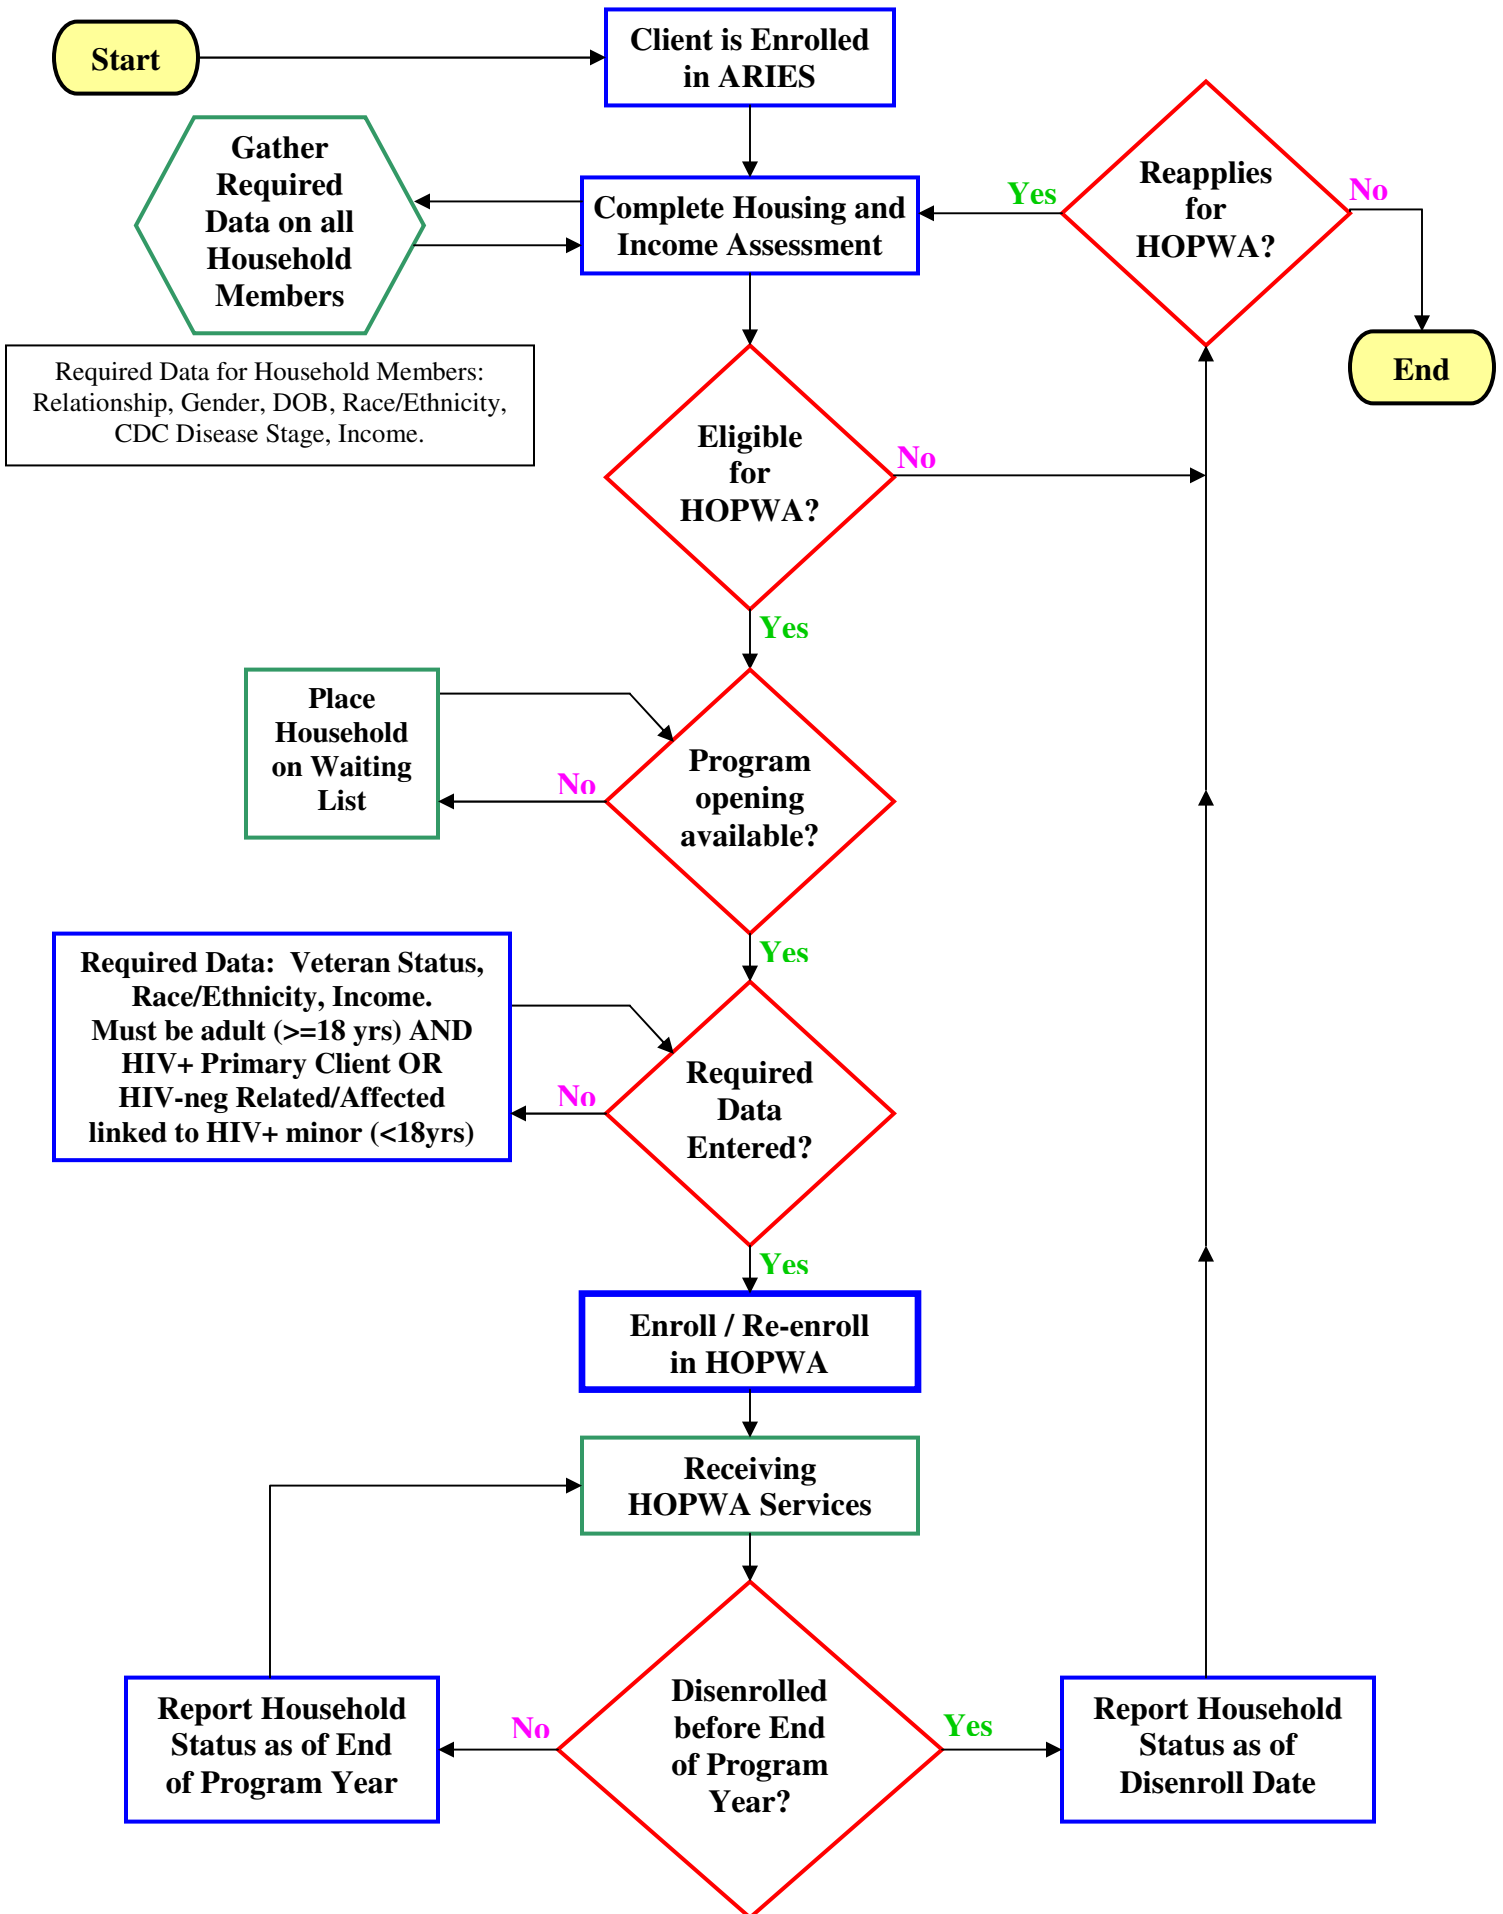 Start
Client is Enrolled
in ARIES
Gather
Required
Data on all
Household
Members
Complete Housing and
Income Assessment
Yes
Reapplies
for
HOPWA?
No
End
Required Data for Household Members:
Relationship, Gender, DOB, Race/Ethnicity,
CDC Disease Stage, Income.
Eligible
for
HOPWA?
No
Yes
Place
Household
on Waiting
List
No
Program
opening
available?
Yes
Required Data:  Veteran Status,
Race/Ethnicity, Income.
Must be adult (>=18 yrs) AND
HIV+ Primary Client OR
HIV-neg Related/Affected
linked to HIV+ minor (<18yrs)
No
Required
Data
Entered?
Yes
Enroll / Re-enroll
in HOPWA
Receiving
HOPWA Services
Report Household
Status as of End
of Program Year
No
Disenrolled
before End
of Program
Year?
Yes
Report Household
Status as of
Disenroll Date